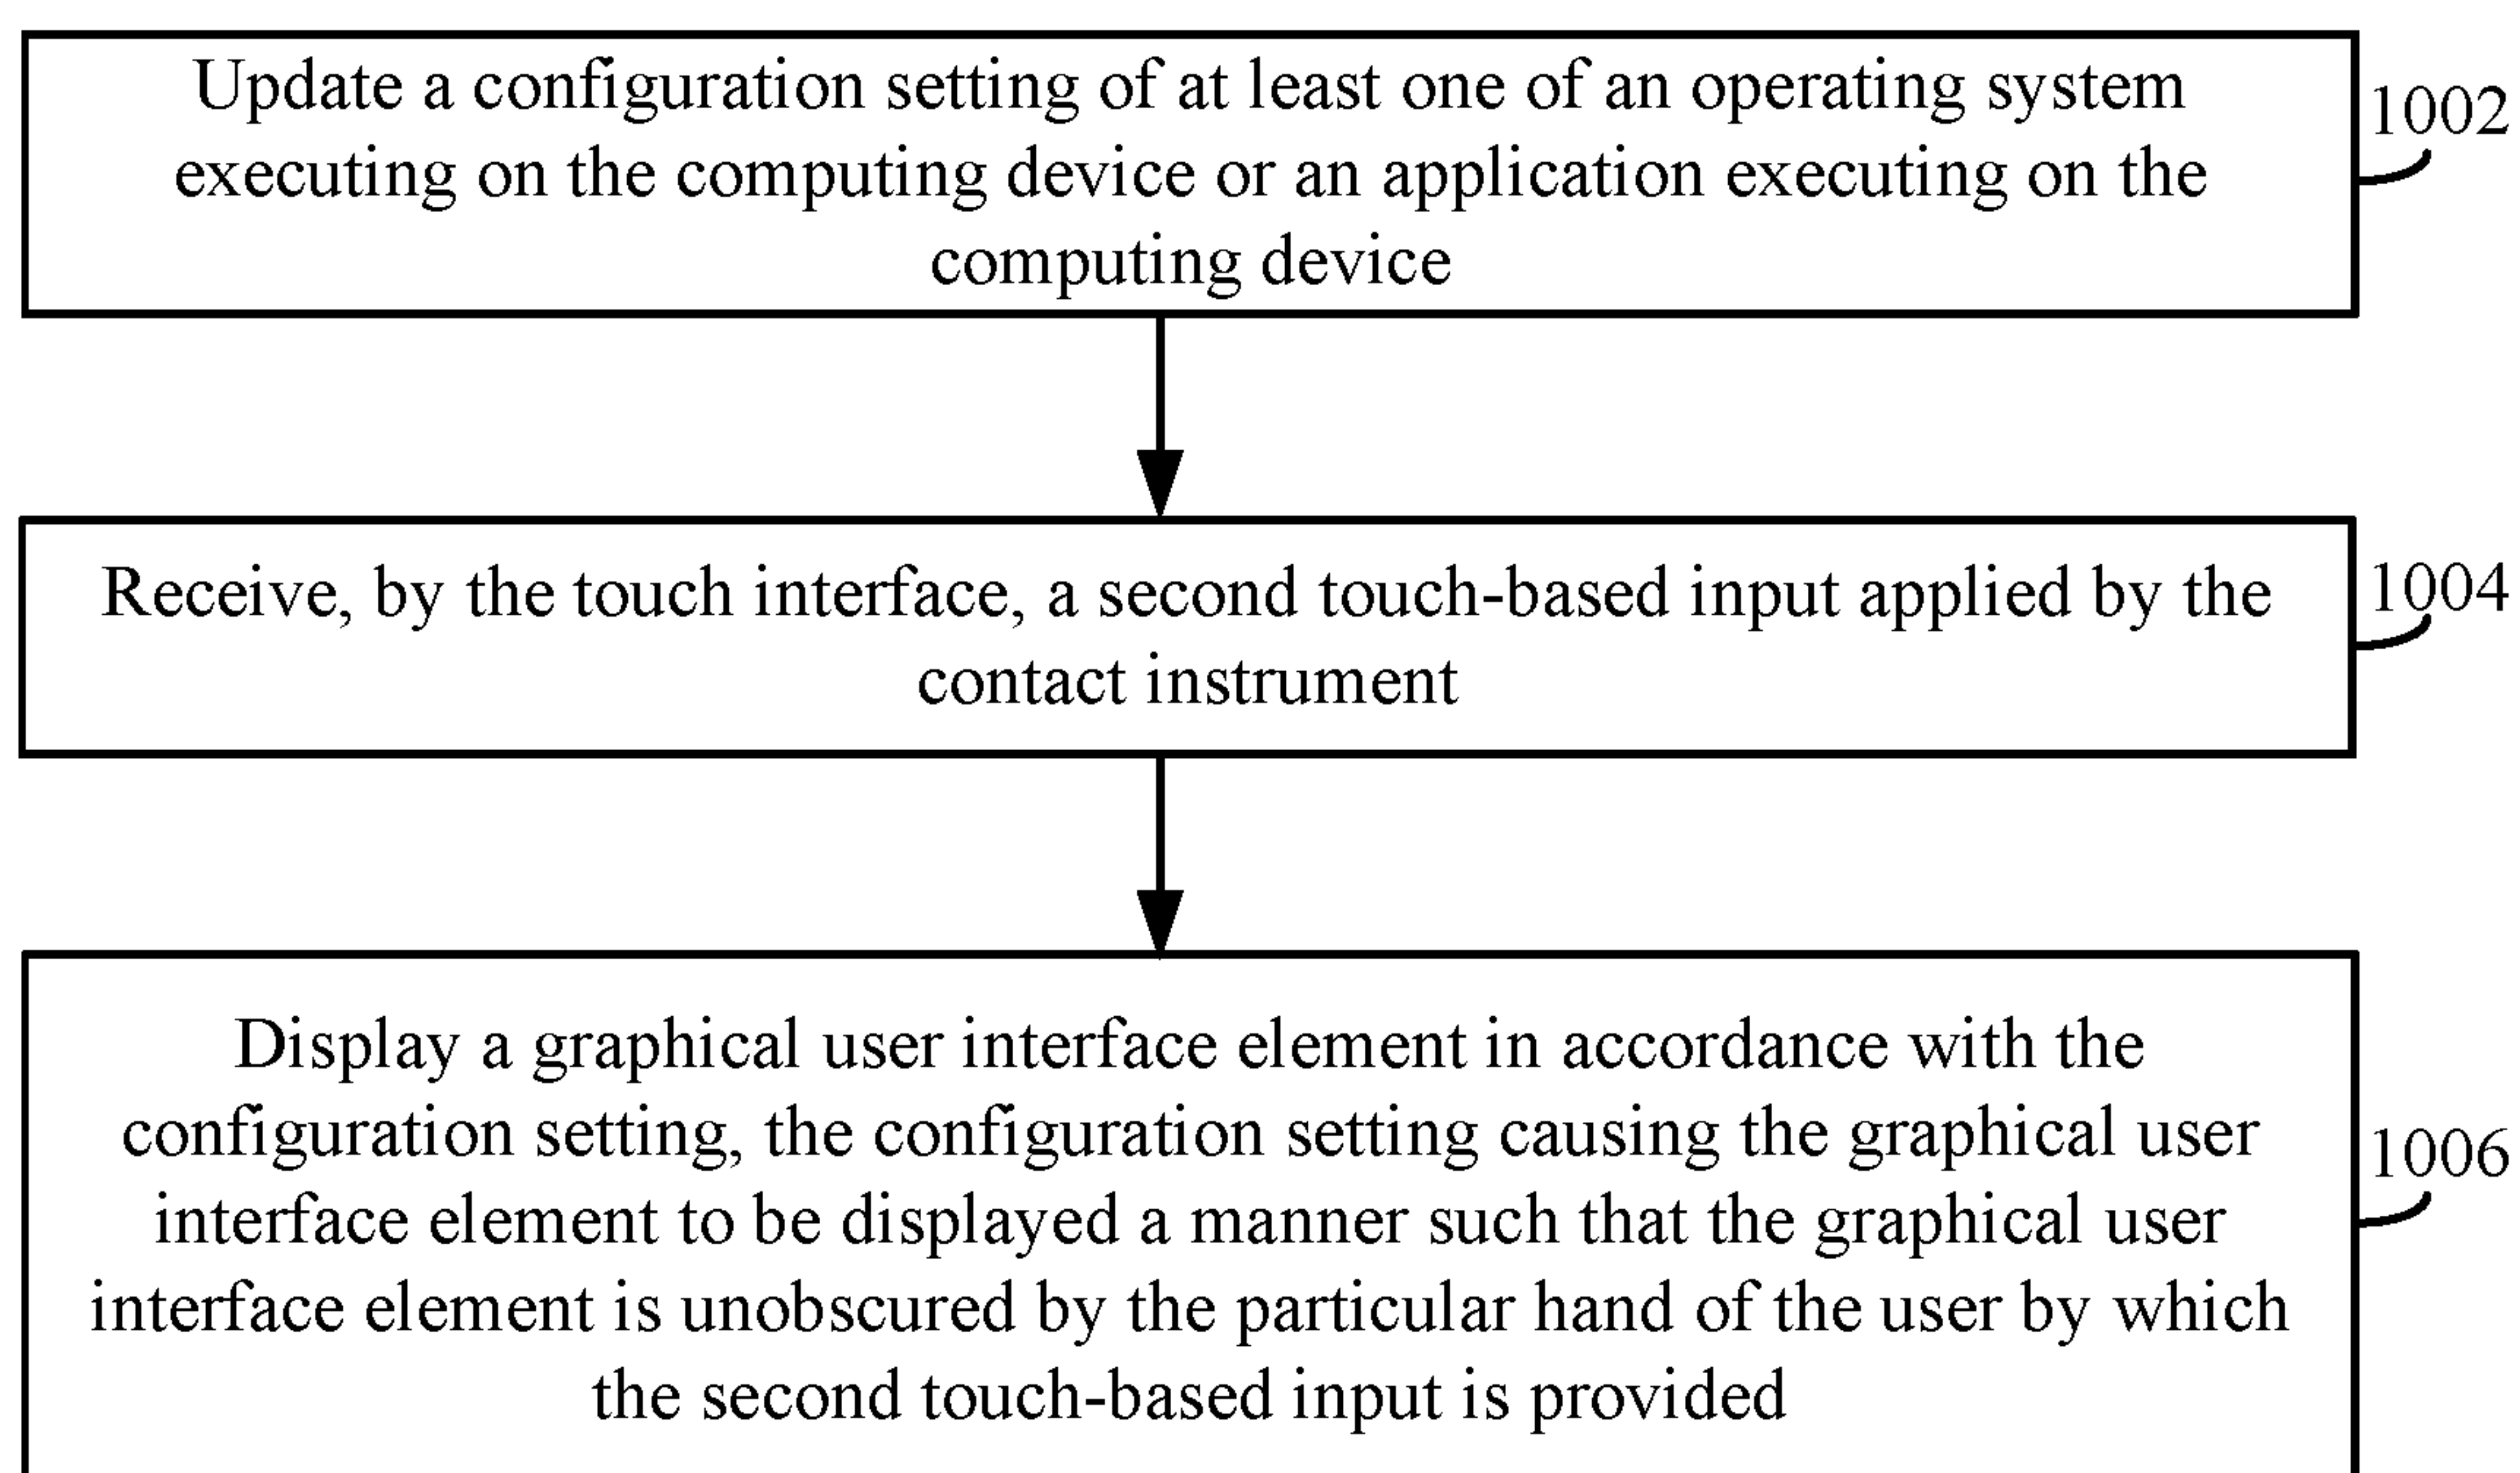 Update a configuration setting of at least one of an operating system
executing on the computing device or an application executing on the
computing device
1002
Receive, by the touch interface, a second touch-based input applied by the
contact instrument
1004
Display a graphical user interface element in accordance with the
configuration setting, the configuration setting causing the graphical user
interface element to be displayed a manner such that the graphical user
interface element is unobscured by the particular hand of the user by which
the second touch-based input is provided
1006